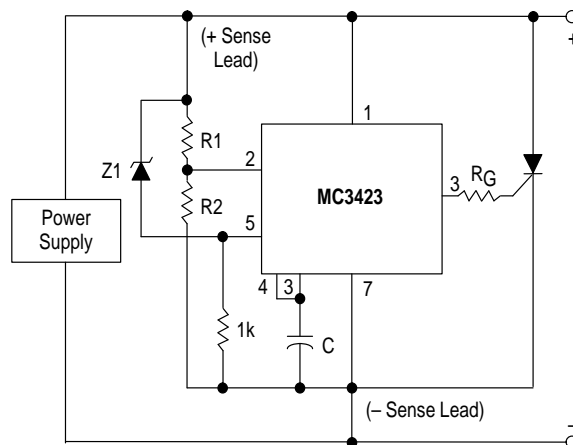 +
(+ Sense
Lead)
1
R1
Z1
2
3
RG
MC3423
R2
Power
Supply
5
4
3
7
1k
C
(– Sense Lead)
–